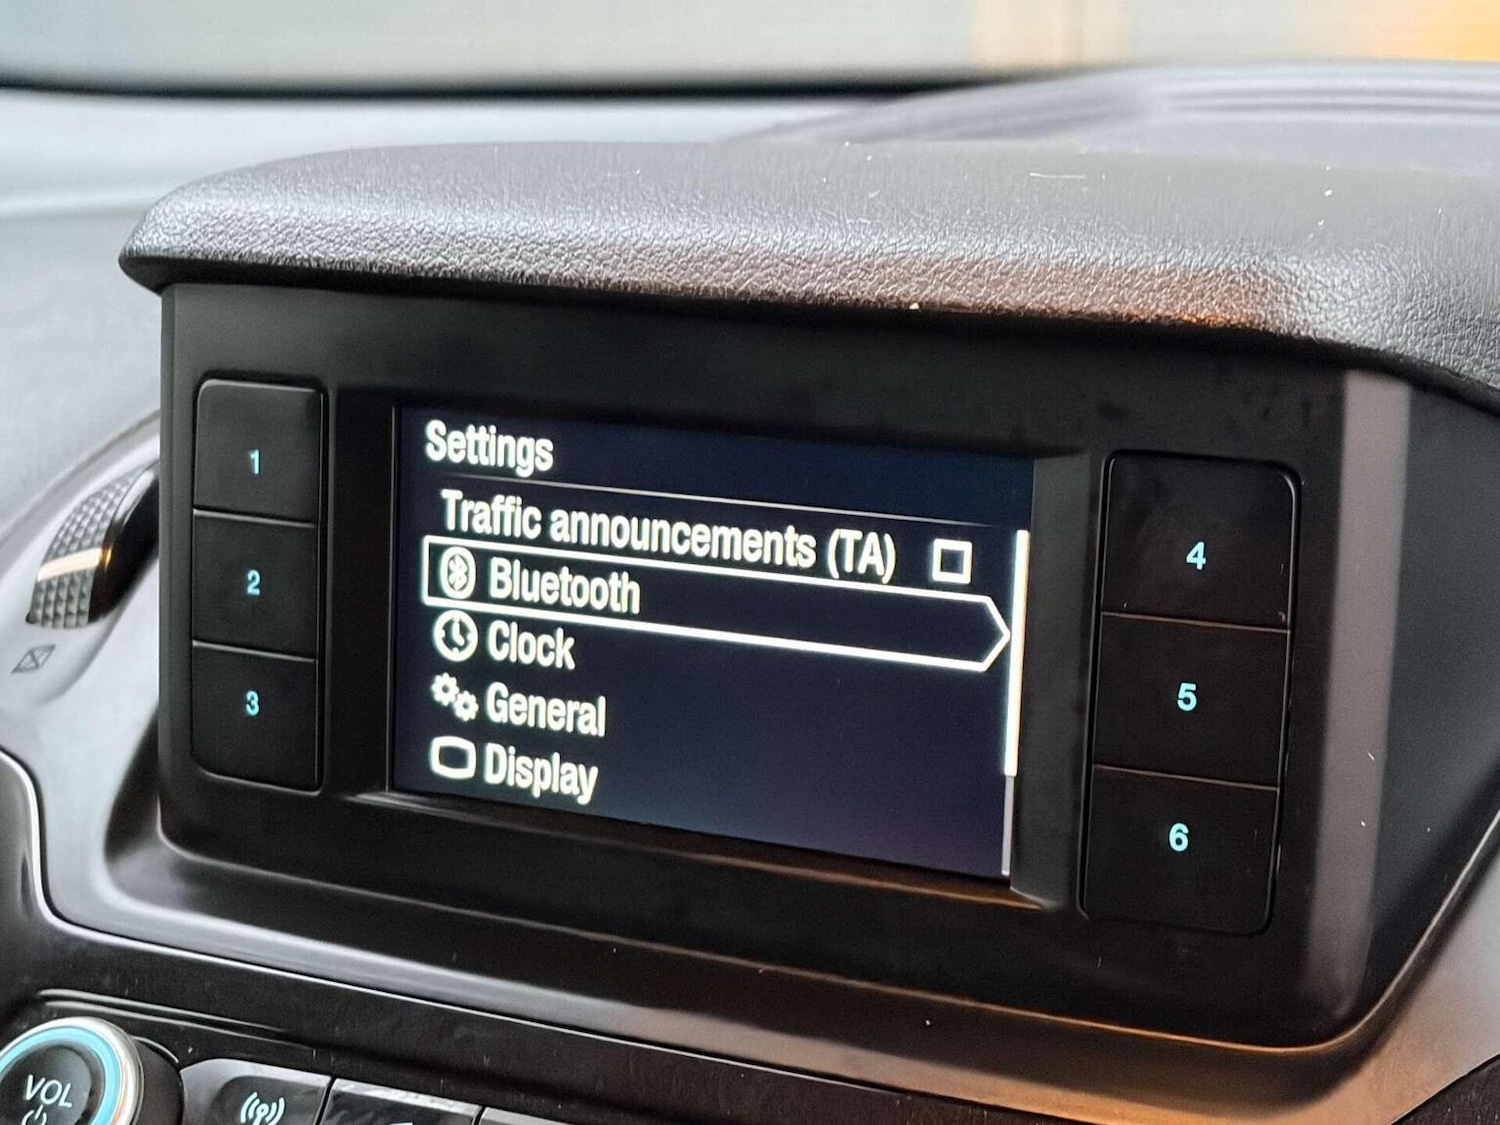 Settings
Traffic announcements (TA)
Bluetooth
Clock
General
Display
1
2
3
4
5
6
VOL